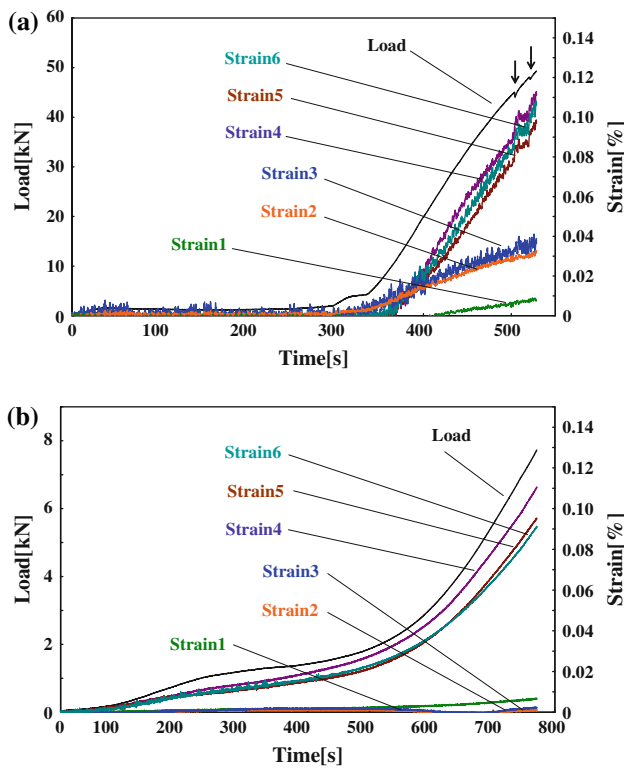 (a)
60
50
40
30
20
10
0
Load[kN]
0.14
0.12
0.10
0.08
0.06
0.04
0.02
0
Strain[%]
Load
Strain6
Strain5
Strain4
Strain3
Strain2
Strain1
0 100 200 300 400 500
Time[s]
(b)
8
6
4
2
0
Load[kN]
0.14
0.12
0.10
0.08
0.06
0.04
0.02
0
Strain[%]
Load
Strain6
Strain5
Strain4
Strain3
Strain2
Strain1
0 100 200 300 400 500 600 700 800
Time[s]